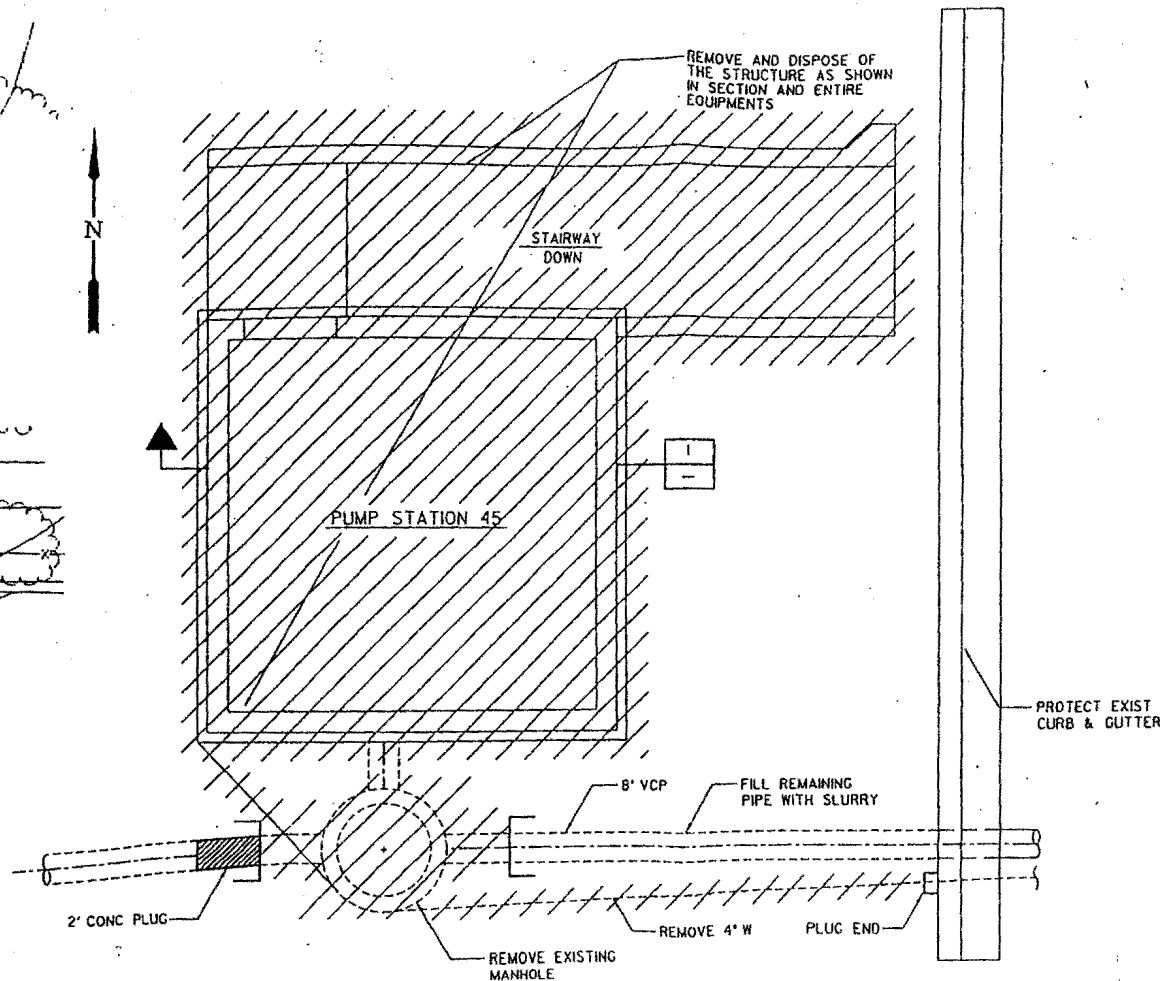 REMOVE AND DISPOSE OF
THE STRUCTURE AS SHOWN
IN SECTION AND ENTIRE
EQUIPMENTS
N
STAIRWAY
DOWN
PUMP STATION 45
PROTECT EXIST
CURB & GUTTER
8" VCP
FILL REMAINING
PIPE WITH SLURRY
2' CONC PLUG
REMOVE 4" W
PLUG END
REMOVE EXISTING
MANHOLE